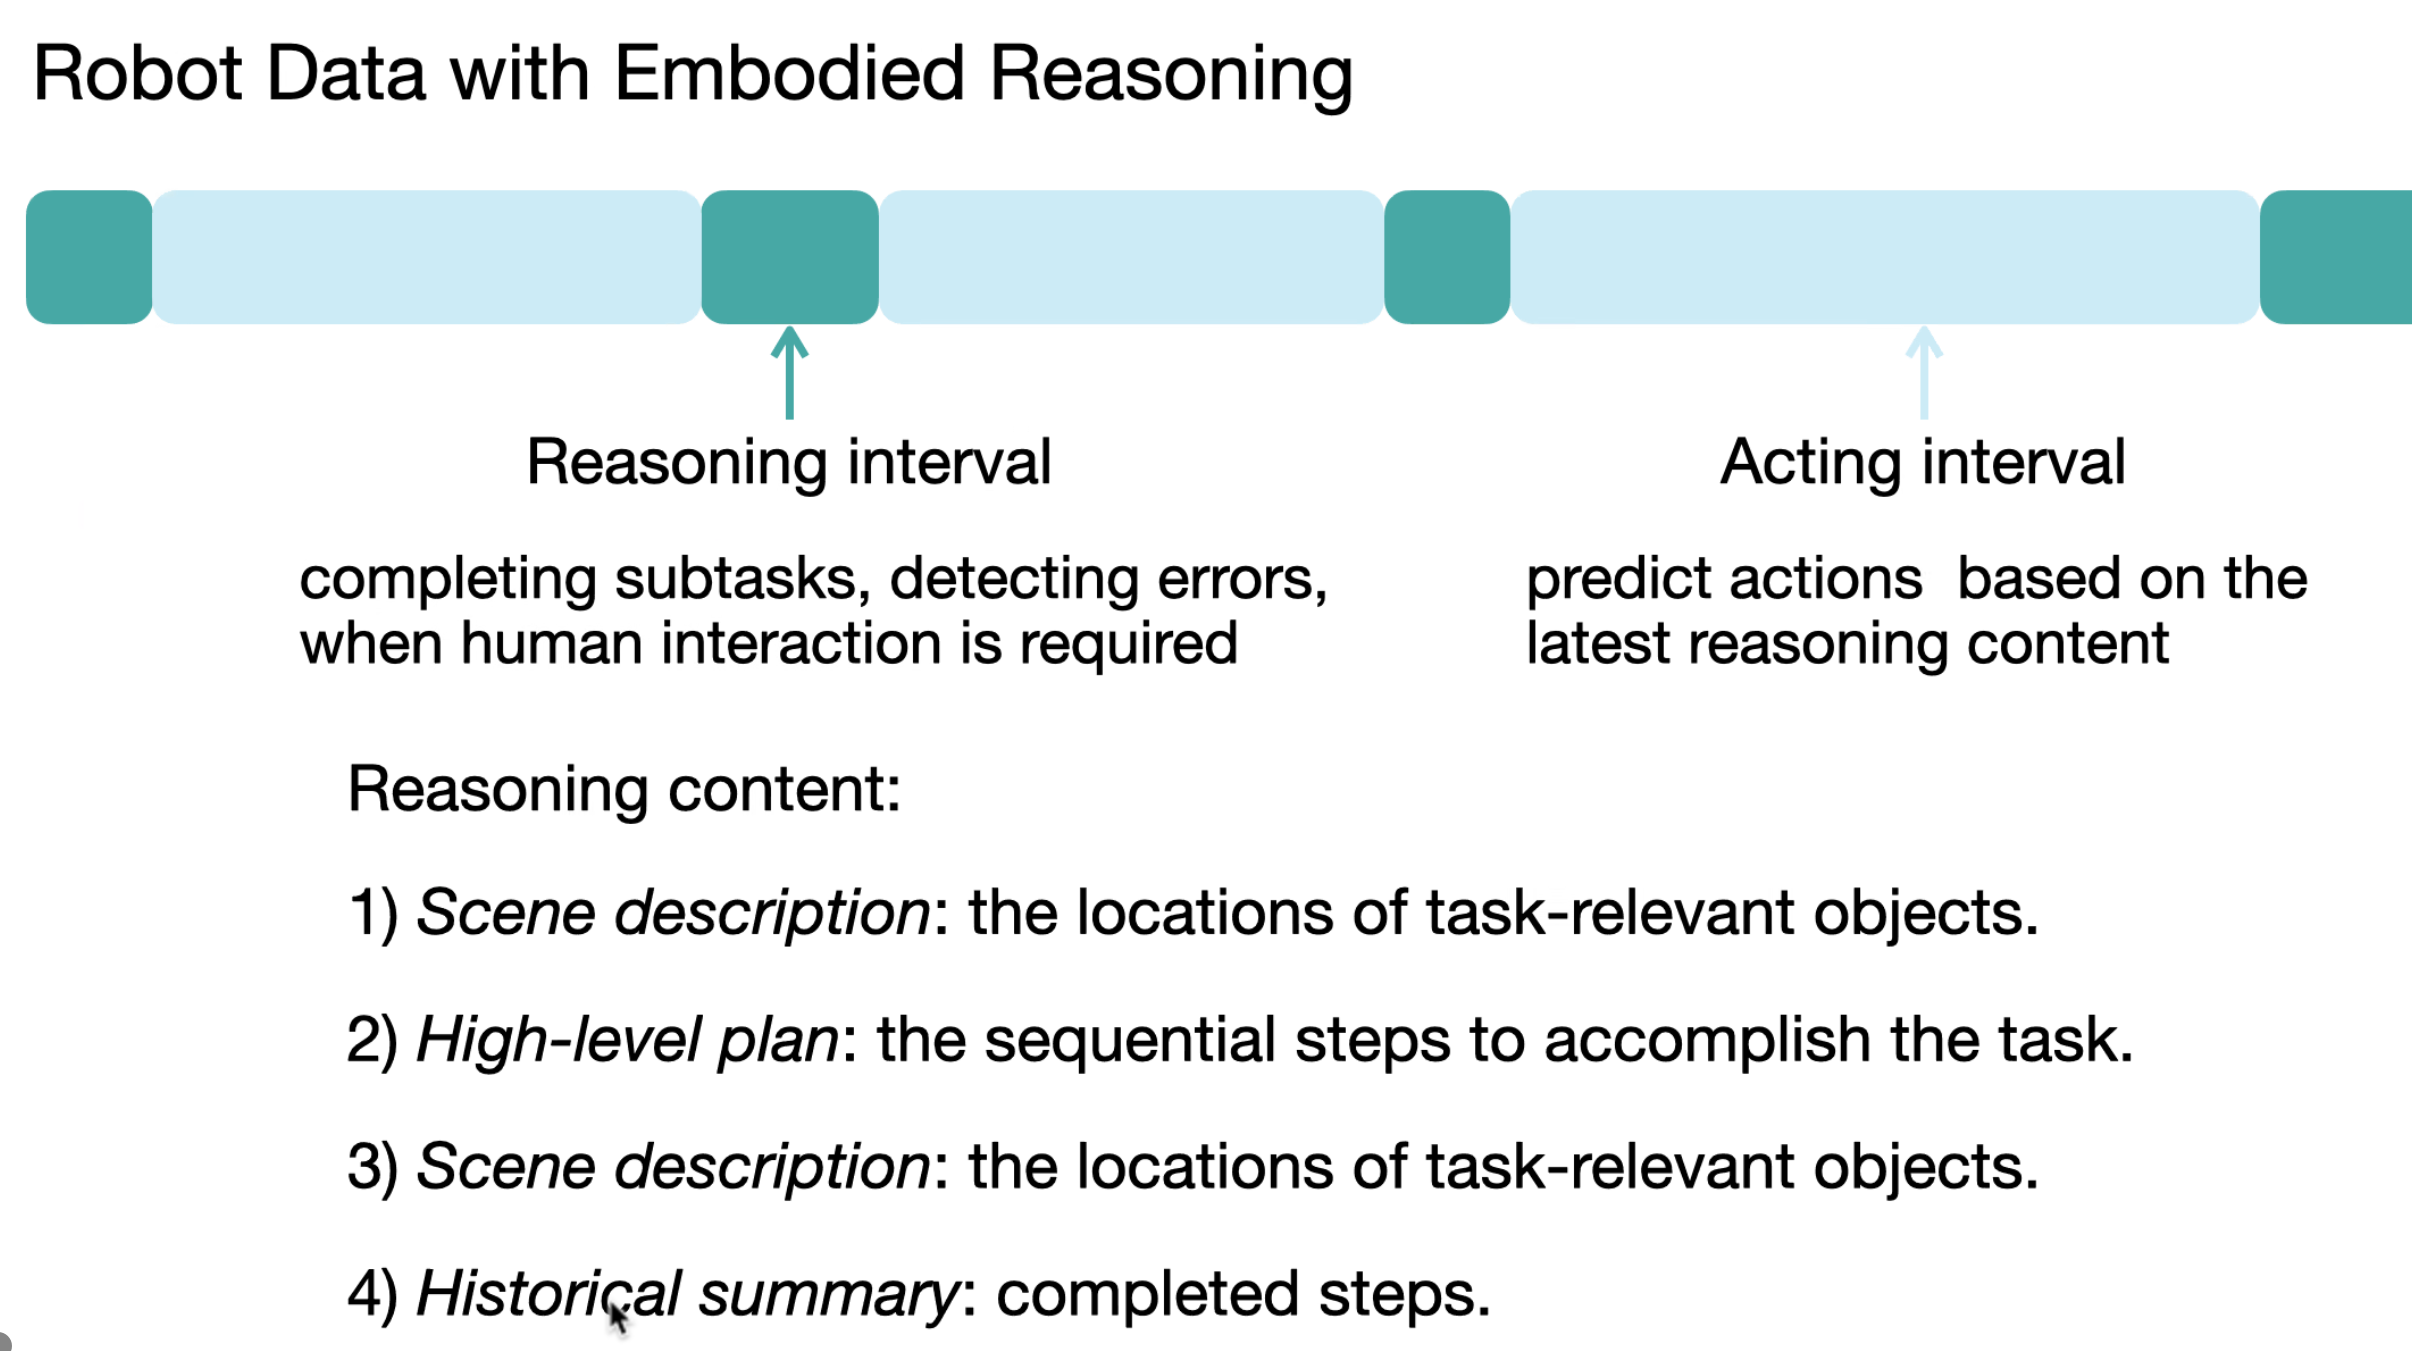 Robot Data with Embodied Reasoning
Reasoning interval
completing subtasks, detecting errors,
when human interaction is required
Acting interval
predict actions  based on the
latest reasoning content
Reasoning content:
1) Scene description: the locations of task-relevant objects.
2) High-level plan: the sequential steps to accomplish the task.
3) Scene description: the locations of task-relevant objects.
4) Historical summary: completed steps.